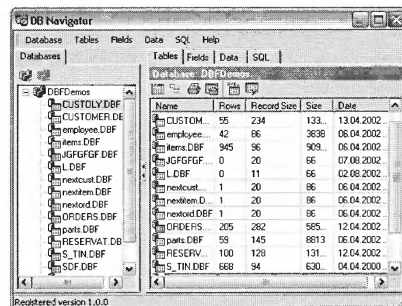 DB Navigator
Database Tables Fields Data SQL Help
Databases
Tables Fields Data SQL
Database: DBFDemos
DBFDemos
CUSTOLY.DBF
CUSTOMER.DB
employee.DBF
items.DBF
JGFGFGF.DBF
L.DBF
nextcust.DBF
nextitem.DBF
nextord.DBF
ORDERS.DBF
parts.DBF
RESERVAT.DB
S_TIN.DBF
SDF.DBF
Name Rows Record Size Size Date
CUSTOM... 55 234 133... 13.04.2002...
employee.... 42 86 3838 06.04.2002...
items.DBF 945 96 909... 06.04.2002...
JGFGFGF.... 0 20 86 07.08.2002...
L.DBF 0 11 66 02.08.2002...
nextcust.... 1 20 86 06.04.2002...
nextitem.D... 1 20 86 06.04.2002...
nextord.DBF 1 20 86 06.04.2002...
ORDERS.... 205 282 585... 12.04.2002...
parts.DBF 59 145 8813 06.04.2002...
RESERV... 100 128 131... 12.04.2002...
S_TIN.DBF 668 94 630... 04.04.2000...
Registered version 1.0.0